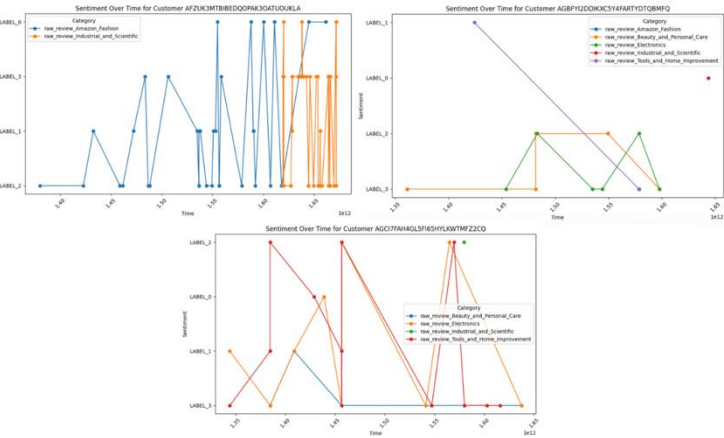 Sentiment Over Time for Customer AFZUK3MTBIBEDQOPAK3OATUOUKLA
Category
raw_review_Amazon_Fashion
raw_review_Industrial_and_Scientific
LABEL_0
LABEL_3
LABEL_1
LABEL_2
1.40
1.45
1.50
1.55
1.60
1.65
1e12
Time
Sentiment Over Time for Customer AGBFYI2DDIKXC5Y4FARTYDTQBMFQ
Category
raw_review_Amazon_Fashion
raw_review_Beauty_and_Personal_Care
raw_review_Electronics
raw_review_Industrial_and_Scientific
raw_review_Tools_and_Home_Improvement
LABEL_1
LABEL_0
LABEL_2
LABEL_3
Sentiment
1.35
1.40
1.45
1.50
1.55
1.60
1.65
1e12
Time
Sentiment Over Time for Customer AGCI7FAH4GL5FI65HYLKWTMFZ2CQ
Category
raw_review_Beauty_and_Personal_Care
raw_review_Electronics
raw_review_Industrial_and_Scientific
raw_review_Tools_and_Home_Improvement
LABEL_2
LABEL_0
LABEL_1
LABEL_3
Sentiment
1.35
1.40
1.45
1.50
1.55
1.60
1.65
1e12
Time